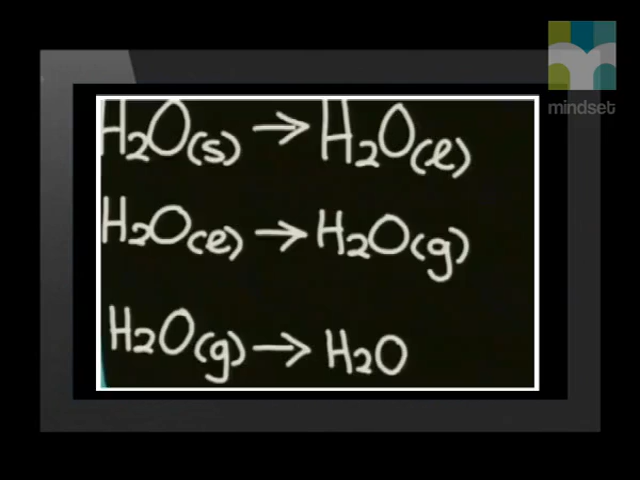 mindset
H₂O(s) → H₂O(l)
H₂O(l) → H₂O(g)
H₂O(g) → H₂O